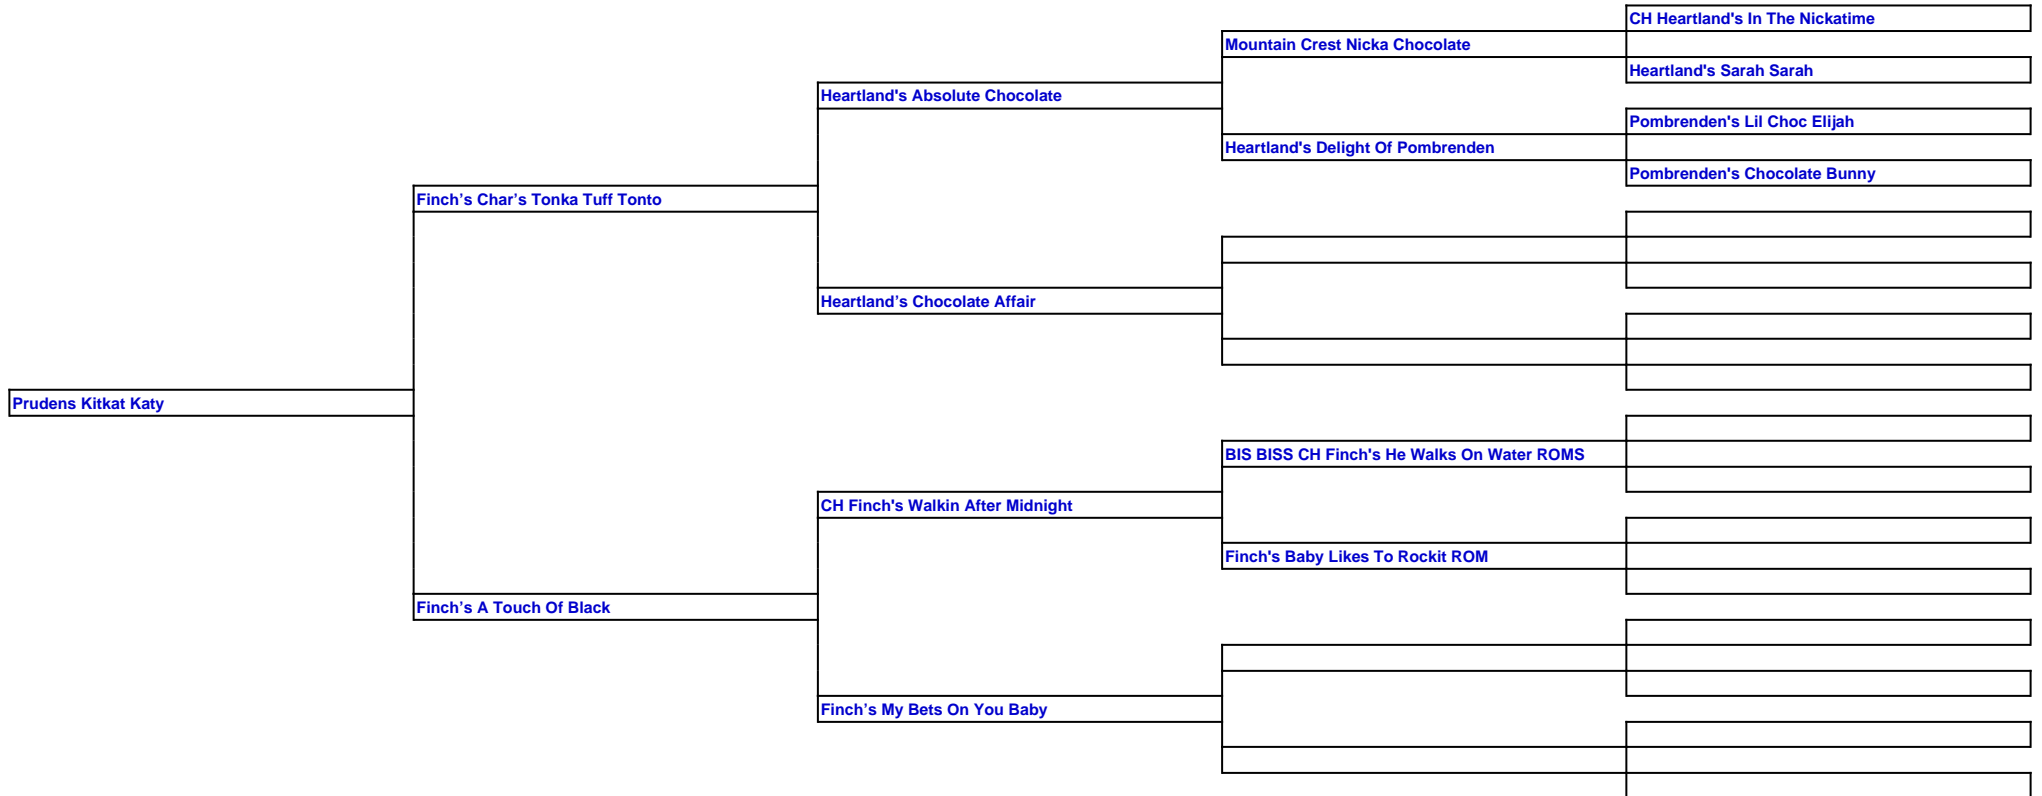 CH Heartland's In The Nickatime
Mountain Crest Nicka Chocolate
Heartland's Sarah Sarah
Heartland's Absolute Chocolate
Pombrenden's Lil Choc Elijah
Heartland's Delight Of Pombrenden
Pombrenden's Chocolate Bunny
Finch’s Char’s Tonka Tuff Tonto
Heartland’s Chocolate Affair
Prudens Kitkat Katy
BIS BISS CH Finch's He Walks On Water ROMS
CH Finch's Walkin After Midnight
Finch's Baby Likes To Rockit ROM
Finch’s A Touch Of Black
Finch’s My Bets On You Baby